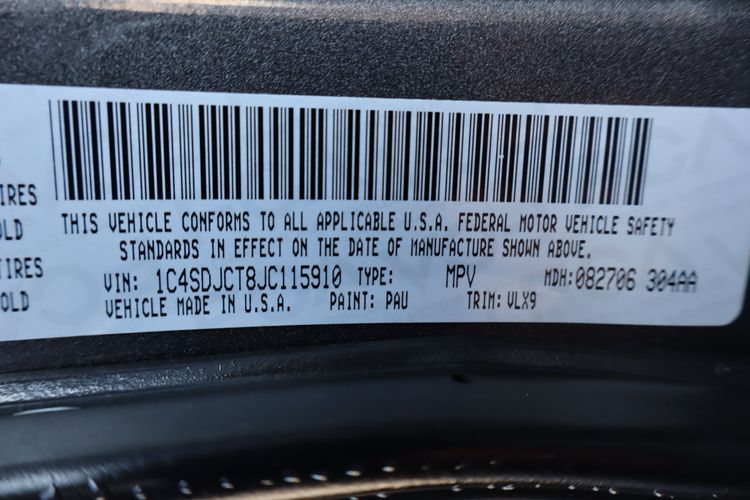 IRES
OLD
TIRES
OLD
THIS VEHICLE CONFORMS TO ALL APPLICABLE U.S.A. FEDERAL MOTOR VEHICLE SAFETY
STANDARDS IN EFFECT ON THE DATE OF MANUFACTURE SHOWN ABOVE.
VIN: 1C4SDJCT8JC115910 TYPE: MPV MDH:082706 304AA
VEHICLE MADE IN U.S.A. PAINT: PAU TRIM: VLX9